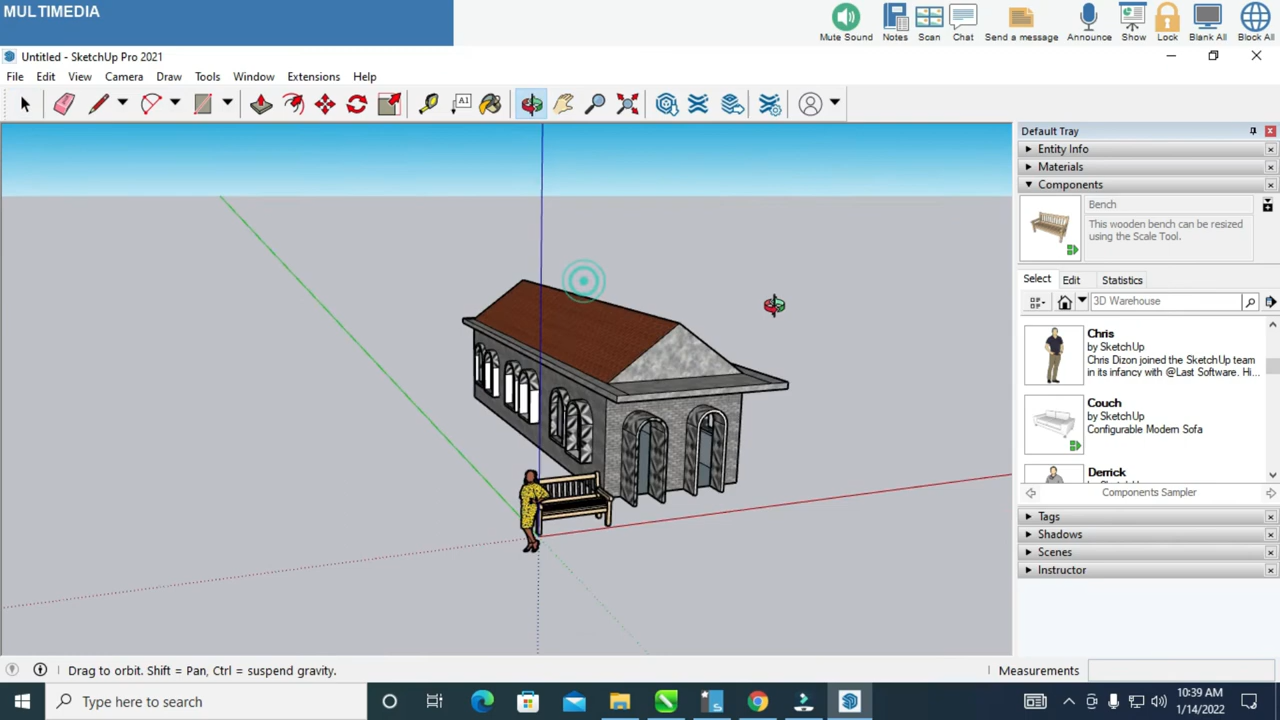 MULTIMEDIA
Mute Sound
Notes
Scan
Chat
Send a message
Announce
Show
Lock
Blank All
Block All
Untitled - SketchUp Pro 2021
File Edit View Camera Draw Tools Window Extensions Help
A1
Default Tray
Entity Info
Materials
Components
Bench
This wooden bench can be resized
using the Scale Tool.
Select Edit Statistics
3D Warehouse
Chris
by SketchUp
Chris Dizon joined the SketchUp team
in its infancy with @Last Software. Hi...
Couch
by SketchUp
Configurable Modern Sofa
Derrick
by SketchUp
Components Sampler
Tags
Shadows
Scenes
Instructor
Drag to orbit. Shift = Pan, Ctrl = suspend gravity.
Measurements
Type here to search
10:39 AM
1/14/2022